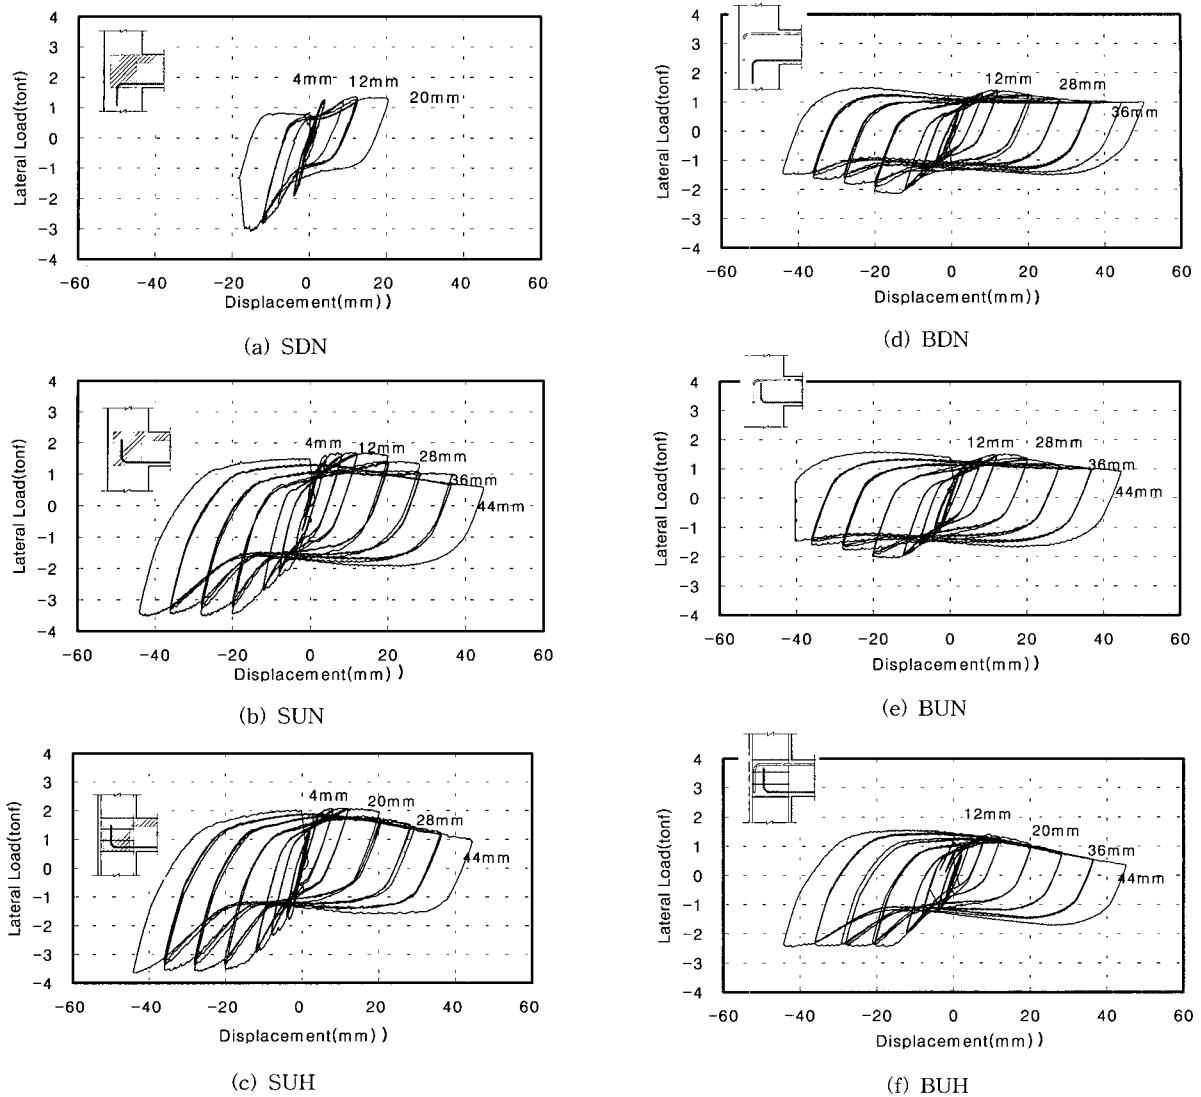 4
3
2
1
0
-1
-2
-3
-4
Lateral Load(tonf)
4mm 12mm
20mm
-60 -40 -20 0 20 40 60
Displacement(mm))
(a) SDN
4
3
2
1
0
-1
-2
-3
-4
Lateral Load(tonf)
4mm 12mm
28mm
36mm
44mm
-60 -40 -20 0 20 40 60
Displacement(mm))
(b) SUN
4
3
2
1
0
-1
-2
-3
-4
Lateral Load(tonf)
4mm 20mm
28mm
44mm
-60 -40 -20 0 20 40 60
Displacement(mm))
(c) SUH
4
3
2
1
0
-1
-2
-3
-4
Lateral Load(tonf)
12mm 28mm
36mm
-60 -40 -20 0 20 40 60
Displacement(mm))
(d) BDN
4
3
2
1
0
-1
-2
-3
-4
Lateral Load(tonf)
12mm 28mm
36mm
44mm
-60 -40 -20 0 20 40 60
Displacement(mm))
(e) BUN
4
3
2
1
0
-1
-2
-3
-4
Lateral Load(tonf)
12mm
20mm
36mm
44mm
-60 -40 -20 0 20 40 60
Displacement(mm))
(f) BUH